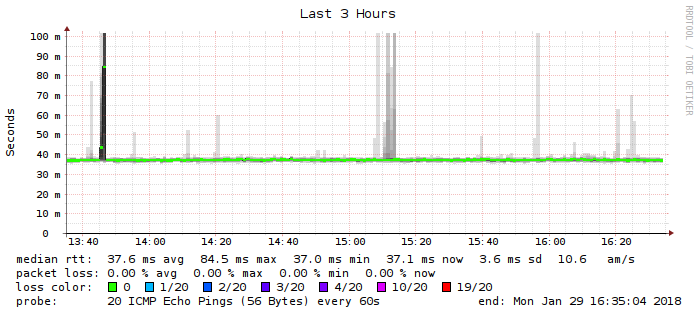 Last 3 Hours
RRDTOOL / TOBI OETIKER
Seconds
100 m
90 m
80 m
70 m
60 m
50 m
40 m
30 m
20 m
10 m
0
13:40 14:00 14:20 14:40 15:00 15:20 15:40 16:00 16:20
median rtt: 37.6 ms avg 84.5 ms max 37.0 ms min 37.1 ms now 3.6 ms sd 10.6 am/s
packet loss: 0.00 % avg 0.00 % max 0.00 % min 0.00 % now
loss color: 0 1/20 2/20 3/20 4/20 10/20 19/20
probe: 20 ICMP Echo Pings (56 Bytes) every 60s end: Mon Jan 29 16:35:04 2018